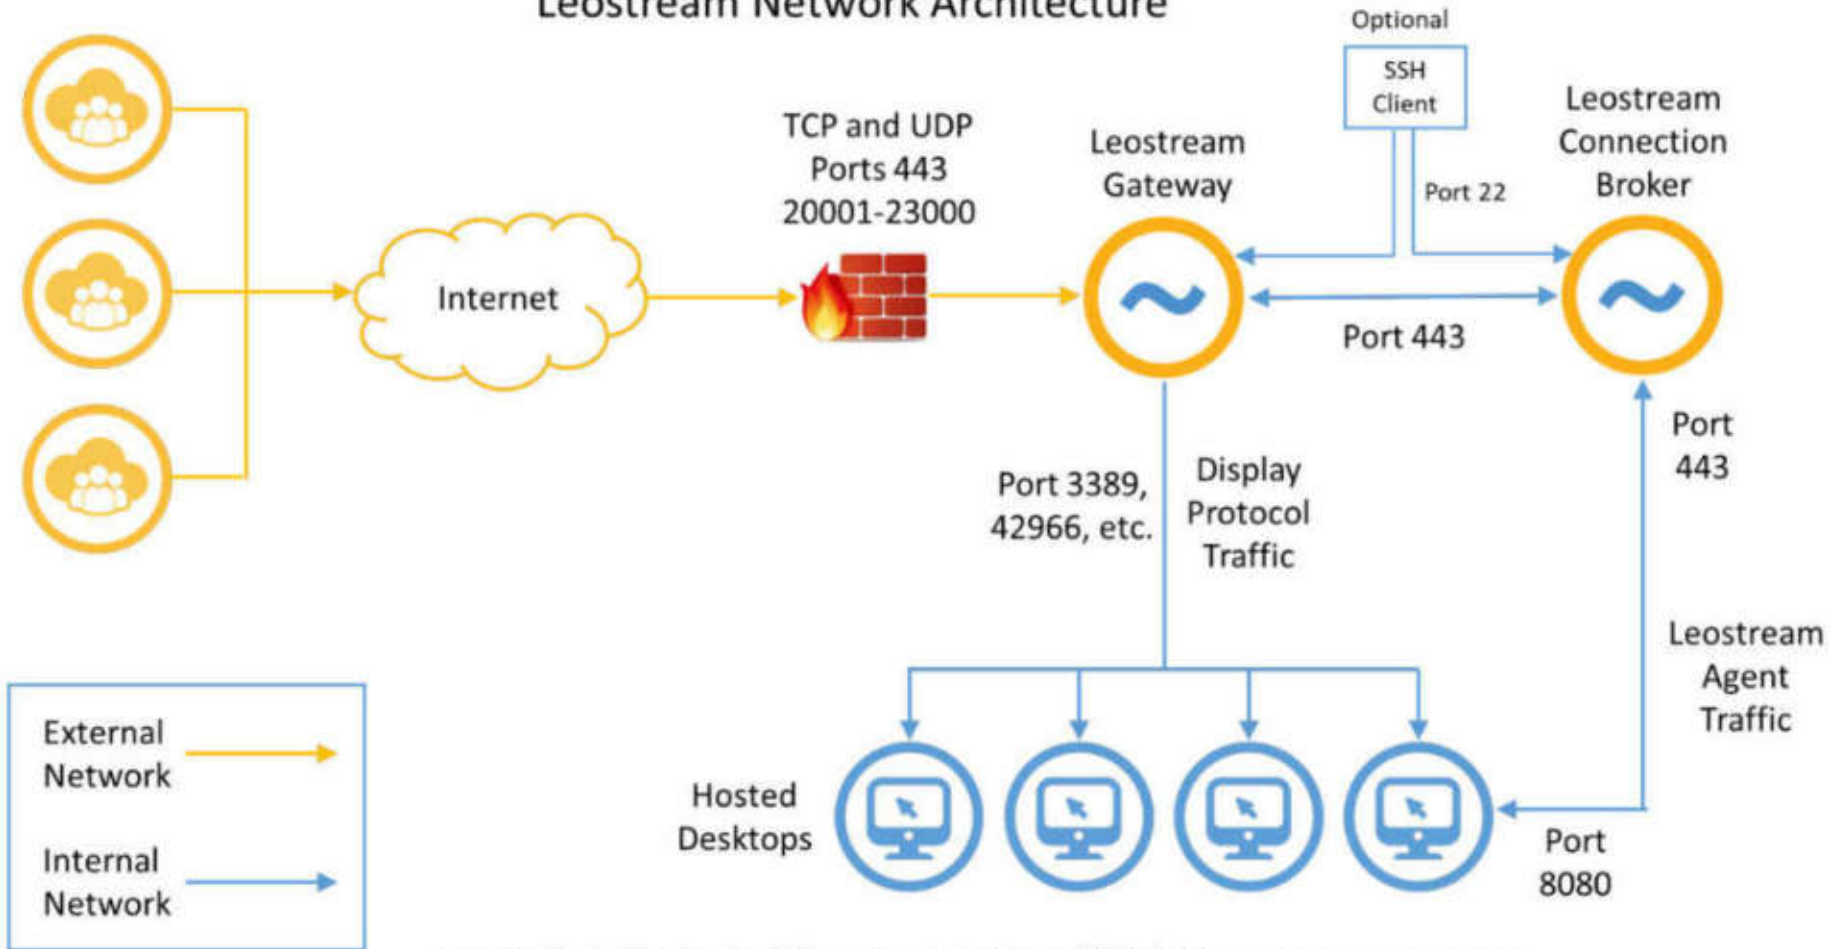 Leostream Network Architecture
Optional
SSH
Client
TCP and UDP
Ports 443
20001-23000
Leostream
Gateway
Port 22
Leostream
Connection
Broker
Internet
Port 443
Port 3389,
42966, etc.
Display
Protocol
Traffic
Port
443
Leostream
Agent
Traffic
External
Network
Internal
Network
Hosted
Desktops
Port
8080